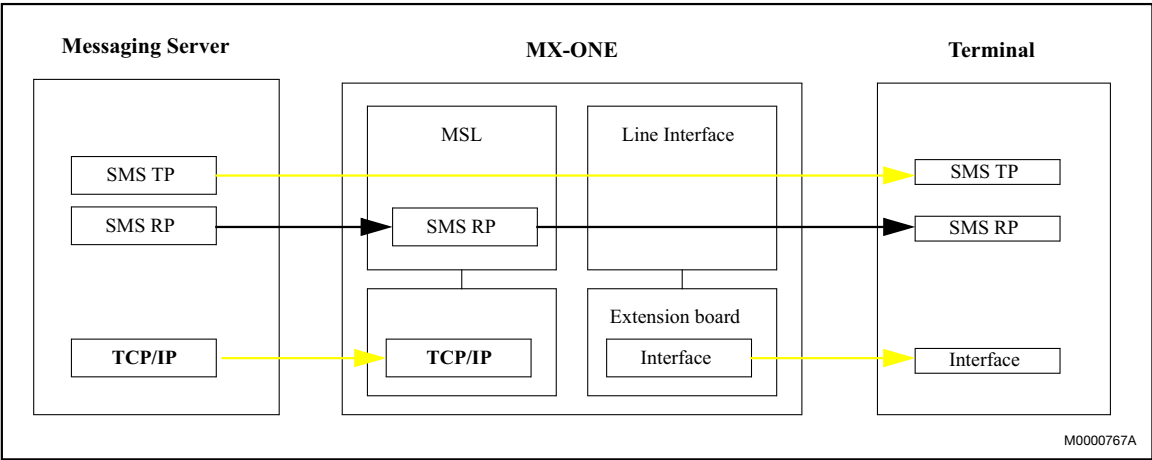 Messaging Server
MX-ONE
Terminal
MSL
Line Interface
SMS TP
SMS TP
SMS RP
SMS RP
SMS RP
Extension board
TCP/IP
TCP/IP
Interface
Interface
M0000767A